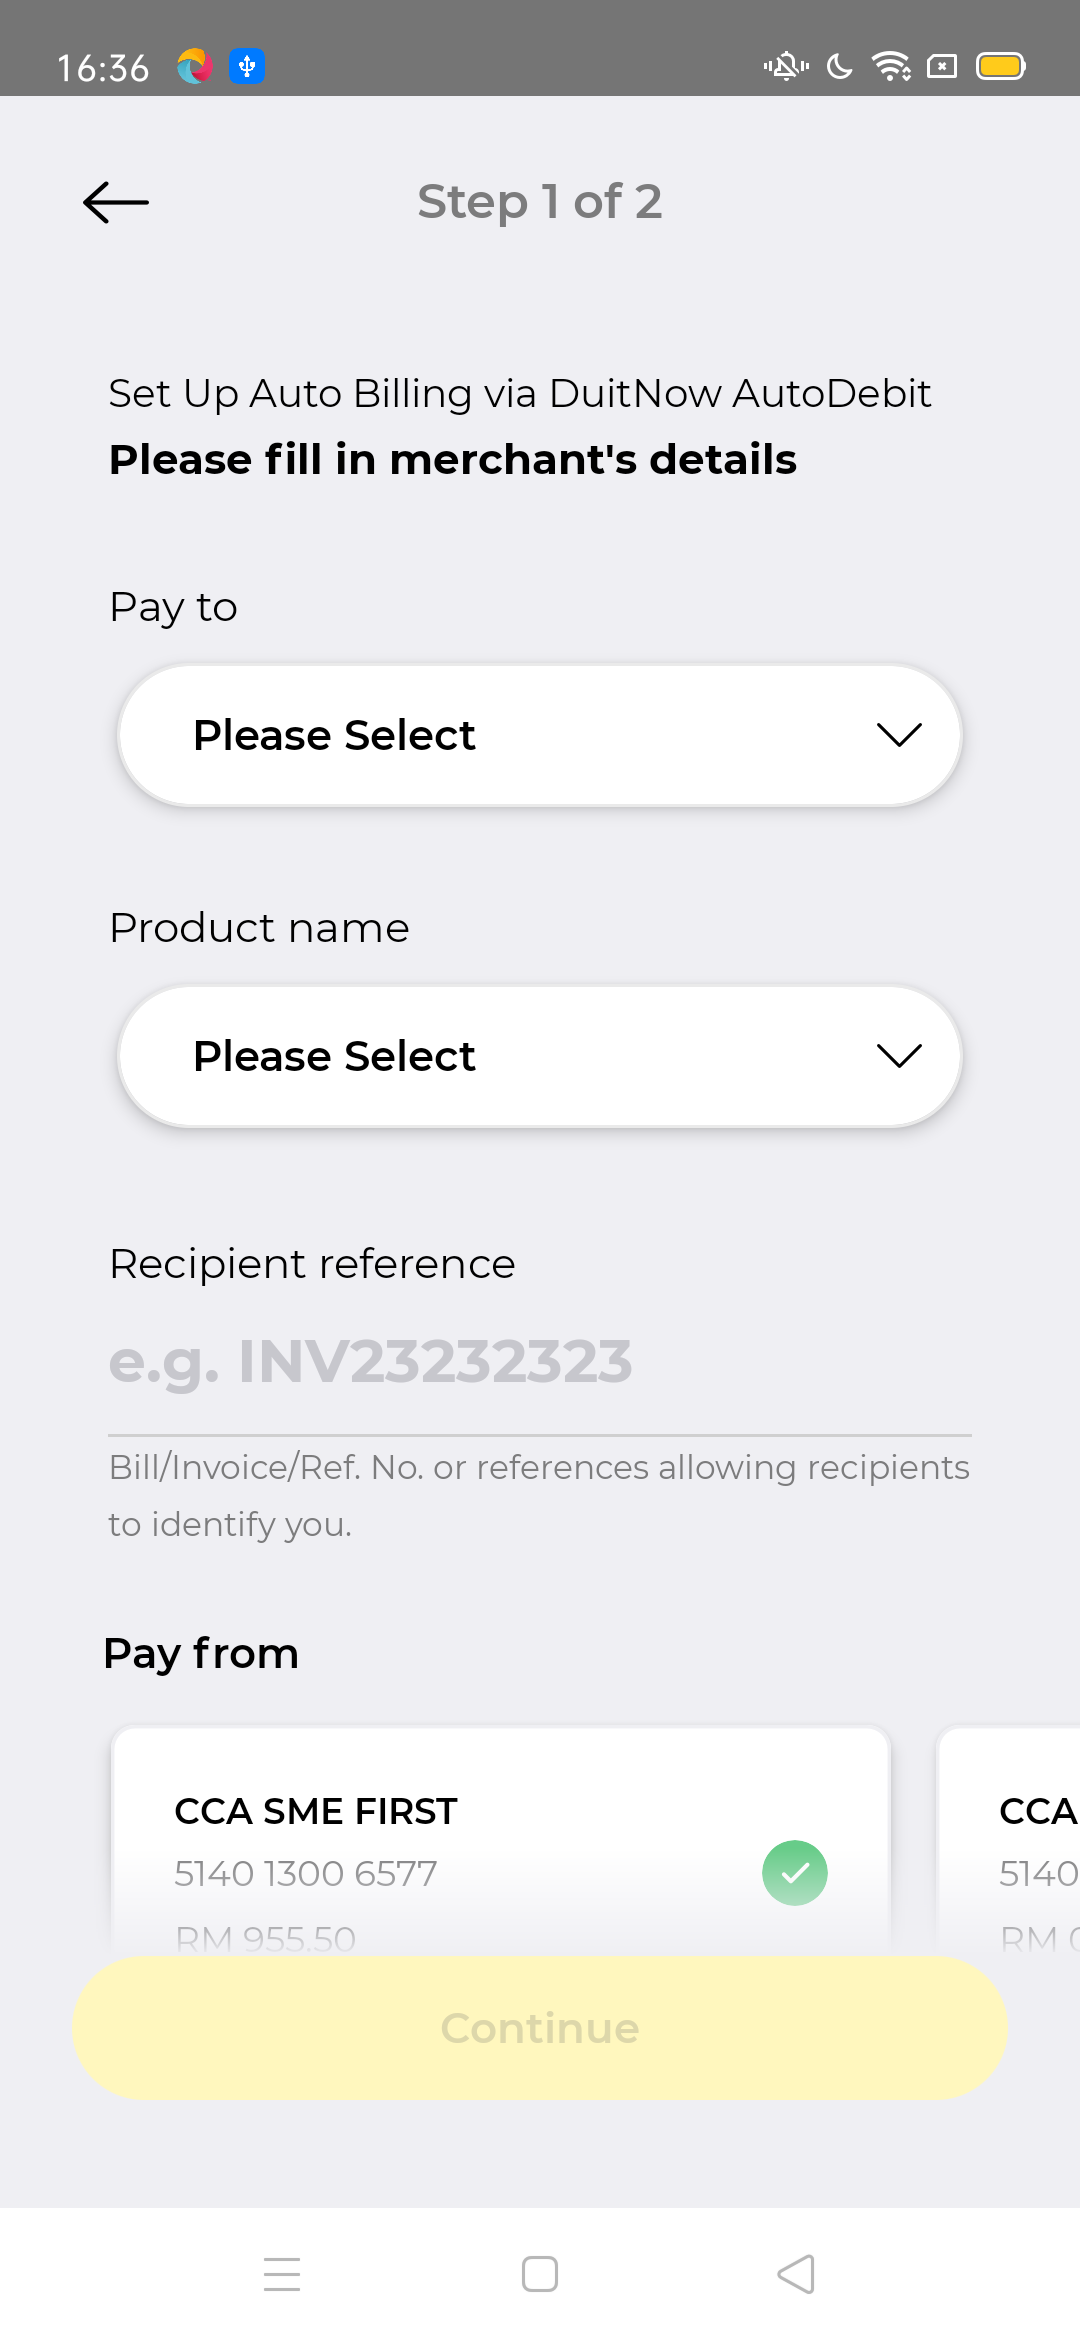 16:36
Step 1 of 2
Set Up Auto Billing via DuitNow AutoDebit
Please fill in merchant's details
Pay to
Please Select
Product name
Please Select
Recipient reference
e.g. INV23232323
Bill/Invoice/Ref. No. or references allowing recipients
to identify you.
Pay from
CCA SME FIRST
5140 1300 6577
RM 955.50
CCA
5140
RM
Continue